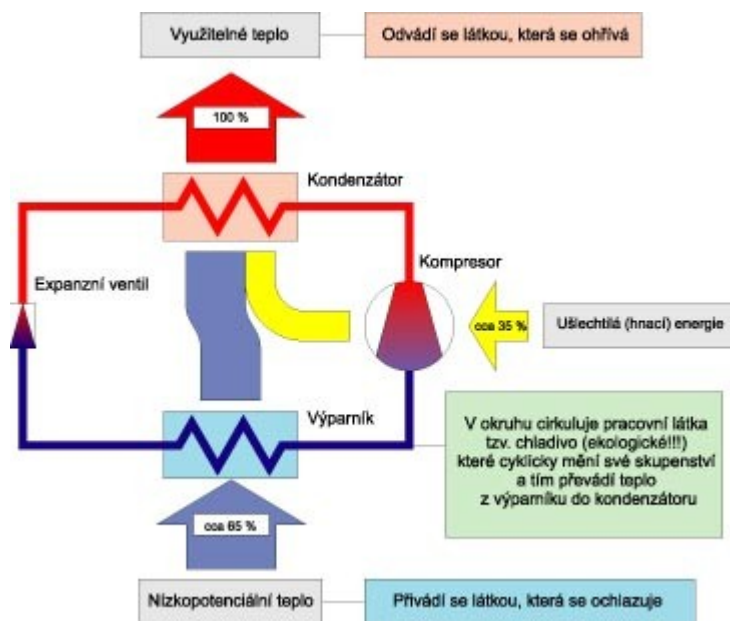 Využitelné teplo
Odvádí se látkou, která se ohřívá
100 %
Kondenzátor
Expanzní ventil
Kompresor
cca 35 %
Ušlechtilá (hnací) energie
Výparník
V okruhu cirkuluje pracovní látka
tzv. chladivo (ekologické!!!)
které cyklicky mění své skupenství
a tím převádí teplo
z výparníku do kondenzátoru
cca 65 %
Nízkopotenciální teplo
Přivádí se látkou, která se ochlazuje